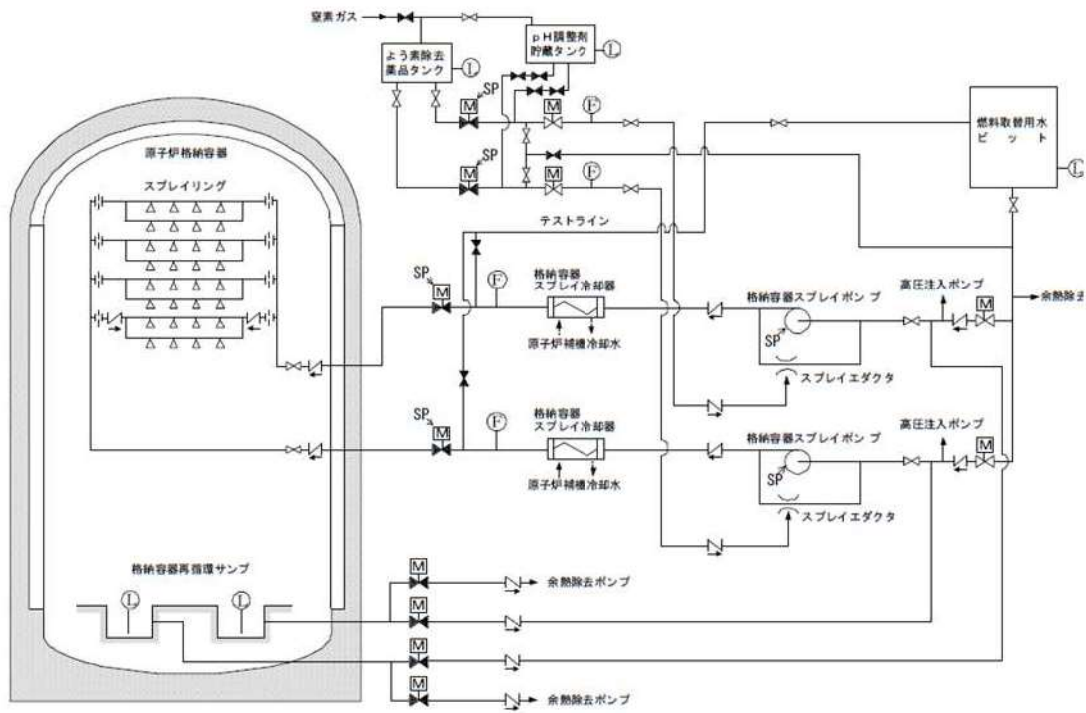 窒素ガス
よう素除去
薬品タンク
L
pH調整剤
貯蔵タンク
L
SP
M
M
F
SP
M
M
F
燃料取替用水
ピット
L
原子炉格納容器
スプレイリング
テストライン
SP
M
F
格納容器
スプレイ冷却器
原子炉補機冷却水
格納容器スプレイポンプ
SP
スプレイエダクタ
高圧注入ポンプ
M
余熱除去
SP
M
F
格納容器
スプレイ冷却器
原子炉補機冷却水
格納容器スプレイポンプ
SP
スプレイエダクタ
高圧注入ポンプ
M
格納容器再循環サンプ
L
L
M
余熱除去ポンプ
M
M
M
余熱除去ポンプ